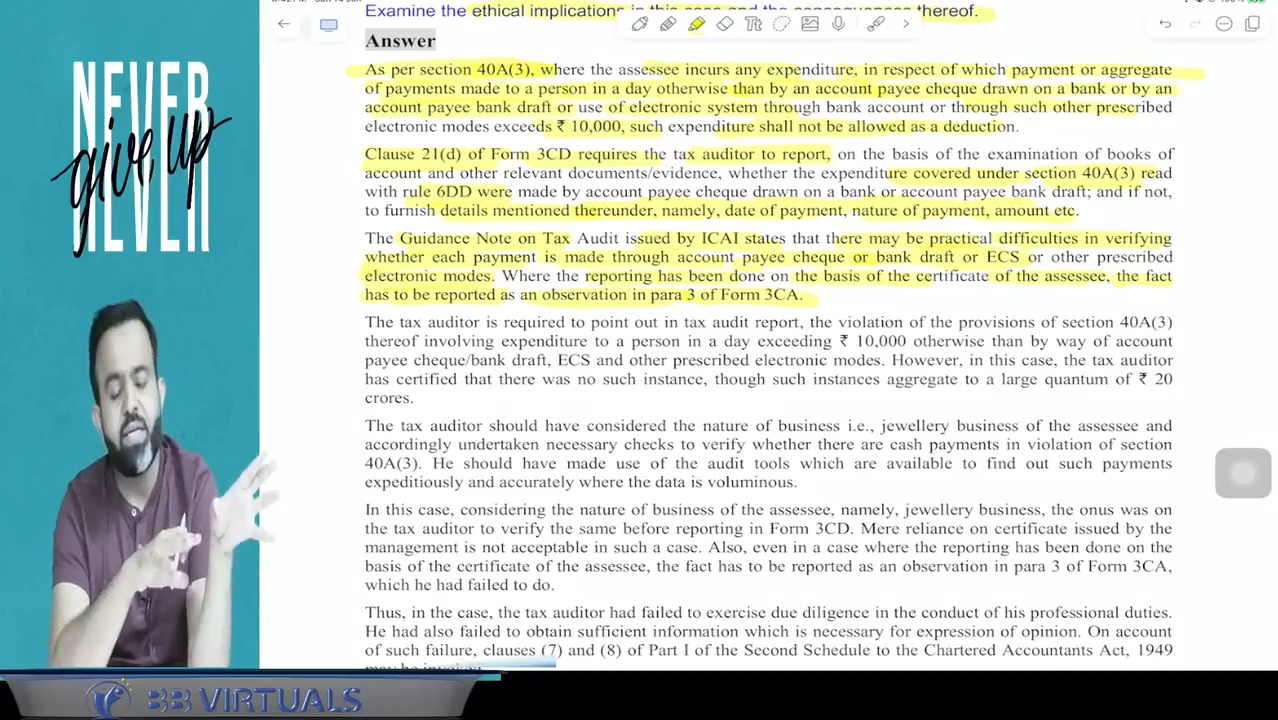 Examine the ethical implications in this case and the consequences thereof.
Answer
As per section 40A(3), where the assessee incurs any expenditure, in respect of which payment or aggregate
of payments made to a person in a day otherwise than by an account payee cheque drawn on a bank or by an
account payee bank draft or use of electronic system through bank account or through such other prescribed
electronic modes exceeds ₹ 10,000, such expenditure shall not be allowed as a deduction.
Clause 21(d) of Form 3CD requires the tax auditor to report, on the basis of the examination of books of
account and other relevant documents/evidence, whether the expenditure covered under section 40A(3) read
with rule 6DD were made by account payee cheque drawn on a bank or account payee bank draft; and if not,
to furnish details mentioned thereunder, namely, date of payment, nature of payment, amount etc.
The Guidance Note on Tax Audit issued by ICAI states that there may be practical difficulties in verifying
whether each payment is made through account payee cheque or bank draft or ECS or other prescribed
electronic modes. Where the reporting has been done on the basis of the certificate of the assessee, the fact
has to be reported as an observation in para 3 of Form 3CA.
The tax auditor is required to point out in tax audit report, the violation of the provisions of section 40A(3)
thereof involving expenditure to a person in a day exceeding ₹ 10,000 otherwise than by way of account
payee cheque/bank draft, ECS and other prescribed electronic modes. However, in this case, the tax auditor
has certified that there was no such instance, though such instances aggregate to a large quantum of ₹ 20
crores.
The tax auditor should have considered the nature of business i.e., jewellery business of the assessee and
accordingly undertaken necessary checks to verify whether there are cash payments in violation of section
40A(3). He should have made use of the audit tools which are available to find out such payments
expeditiously and accurately where the data is voluminous.
In this case, considering the nature of business of the assessee, namely, jewellery business, the onus was on
the tax auditor to verify the same before reporting in Form 3CD. Mere reliance on certificate issued by the
management is not acceptable in such a case. Also, even in a case where the reporting has been done on the
basis of the certificate of the assessee, the fact has to be reported as an observation in para 3 of Form 3CA,
which he had failed to do.
Thus, in the case, the tax auditor had failed to exercise due diligence in the conduct of his professional duties.
He had also failed to obtain sufficient information which is necessary for expression of opinion. On account
of such failure, clauses (7) and (8) of Part I of the Second Schedule to the Chartered Accountants Act, 1949
may be invoked.
NEVER
give up
NEVER
BB VIRTUALS